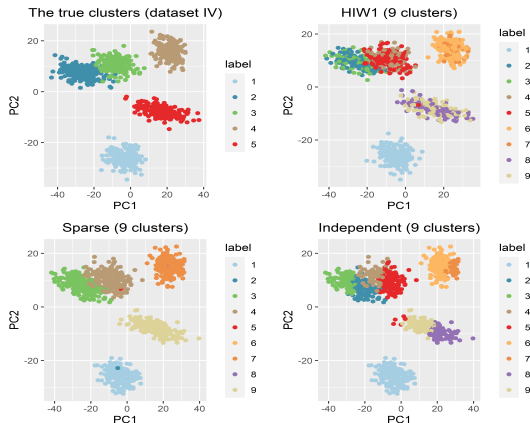 The true clusters (dataset IV)
PC2
20
0
-20
-40 -20 0 20 40
PC1
label
1
2
3
4
5
HIW1 (9 clusters)
PC2
20
0
-20
-40 -20 0 20
PC1
label
1
2
3
4
5
6
7
8
9
Sparse (9 clusters)
PC2
20
0
-20
-40 -20 0 20 40
PC1
label
1
2
3
4
5
6
7
8
9
Independent (9 clusters)
PC2
20
0
-20
-40 -20 0 20 40
PC1
label
1
2
3
4
5
6
7
8
9